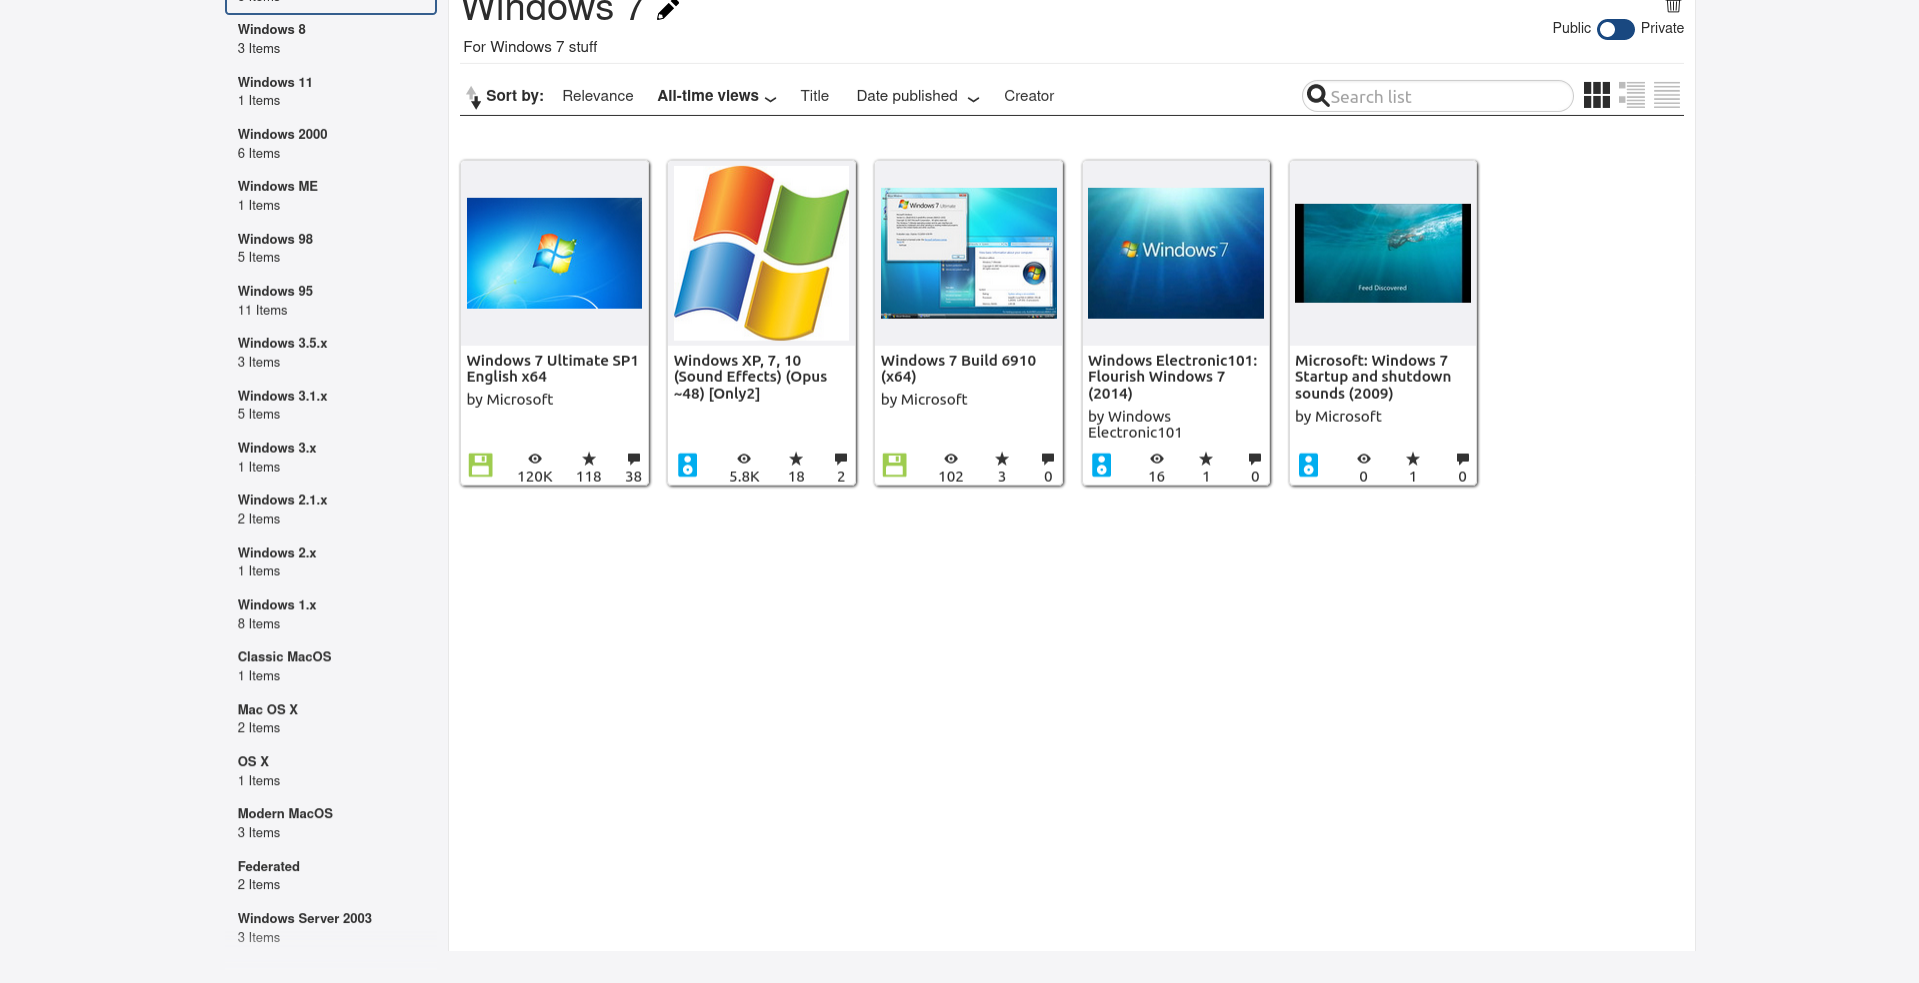 Windows 8
3 Items
Windows 11
1 Items
Windows 2000
6 Items
Windows ME
1 Items
Windows 98
5 Items
Windows 95
11 Items
Windows 3.5.x
3 Items
Windows 3.1.x
5 Items
Windows 3.x
1 Items
Windows 2.1.x
2 Items
Windows 2.x
1 Items
Windows 1.x
8 Items
Classic MacOS
1 Items
Mac OS X
2 Items
OS X
1 Items
Modern MacOS
3 Items
Federated
2 Items
Windows Server 2003
3 Items
Windows 7
Public Private
For Windows 7 stuff
Sort by: Relevance All-time views Title Date published Creator
Search list
Windows 7 Ultimate SP1
English x64
by Microsoft
120K 118 38
Windows XP, 7, 10
(Sound Effects) (Opus
~48) [Only2]
5.8K 18 2
Windows 7 Ultimate
Windows 7 Build 6910
(x64)
by Microsoft
102 3 0
Windows 7
Windows Electronic101:
Flourish Windows 7
(2014)
by Windows
Electronic101
16 1 0
Feed Discovered
Microsoft: Windows 7
Startup and shutdown
sounds (2009)
by Microsoft
0 1 0